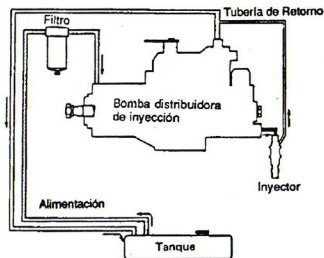 Tubería de Retorno
Filtro
Bomba distribuidora
de inyección
Inyector
Alimentación
Tanque